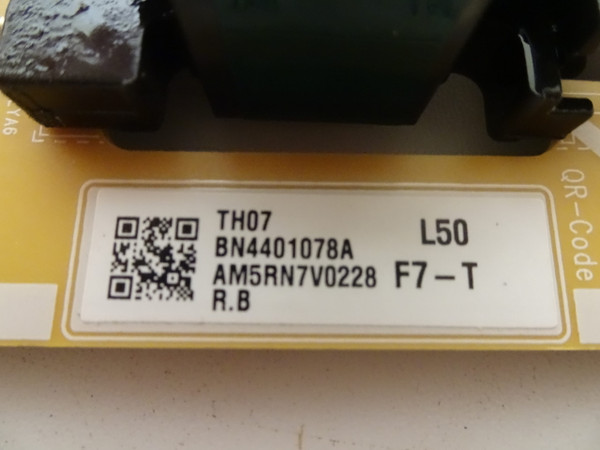 TH07
BN4401078A
AM5RN7V0228
R.B
L50
F7-T
QR-Code